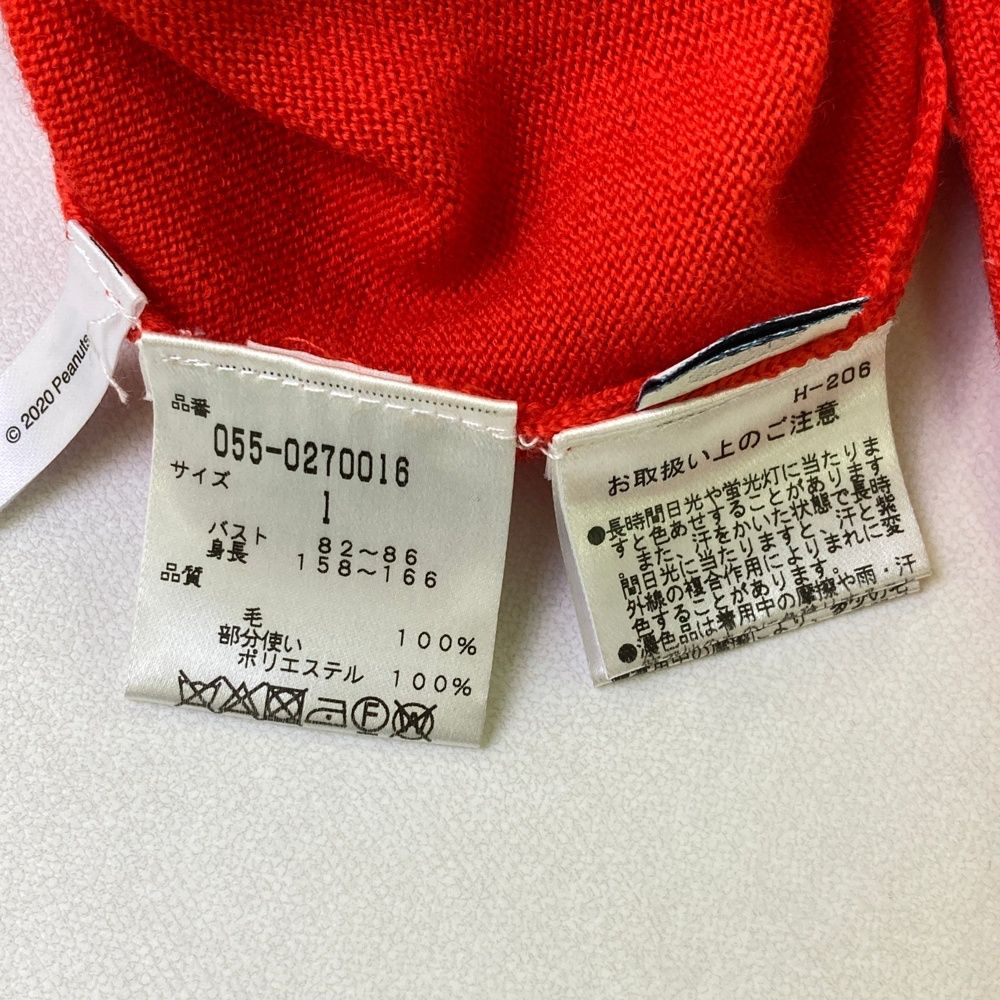 © 2020 Peanuts
品番
055-0270016
サイズ
1
バスト 82〜86
身長 158〜166
品質
毛 100%
部分使い
ポリエステル 100%
F
W
H-206
お取扱い上のご注意
●長時間日光や蛍光灯に当たりま
すと色あせすることがあります
また、汗をかいた状態で長時
間日光に当たりますと、汗と紫
外線の複合作用によりまれに変
色することがあります。
●濃色品は着用中の摩擦や雨・汗